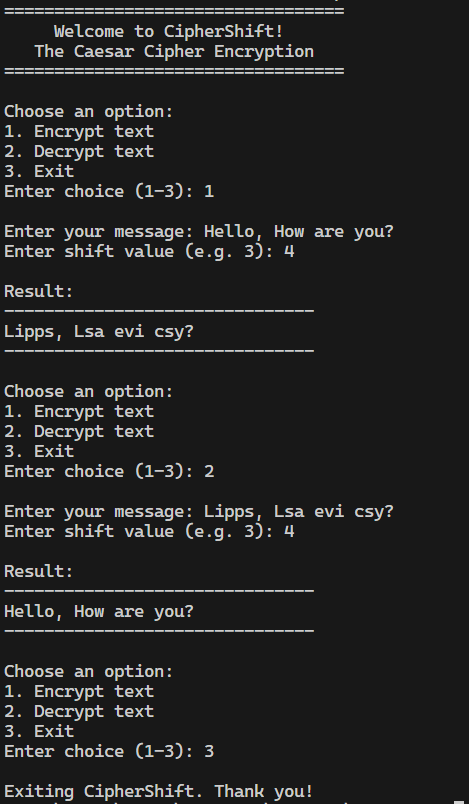 ==================================
     Welcome to CipherShift!
   The Caesar Cipher Encryption
==================================

Choose an option:
1. Encrypt text
2. Decrypt text
3. Exit
Enter choice (1-3): 1

Enter your message: Hello, How are you?
Enter shift value (e.g. 3): 4

Result:
-------------------------------
Lipps, Lsa evi csy?
-------------------------------

Choose an option:
1. Encrypt text
2. Decrypt text
3. Exit
Enter choice (1-3): 2

Enter your message: Lipps, Lsa evi csy?
Enter shift value (e.g. 3): 4

Result:
-------------------------------
Hello, How are you?
-------------------------------

Choose an option:
1. Encrypt text
2. Decrypt text
3. Exit
Enter choice (1-3): 3

Exiting CipherShift. Thank you!